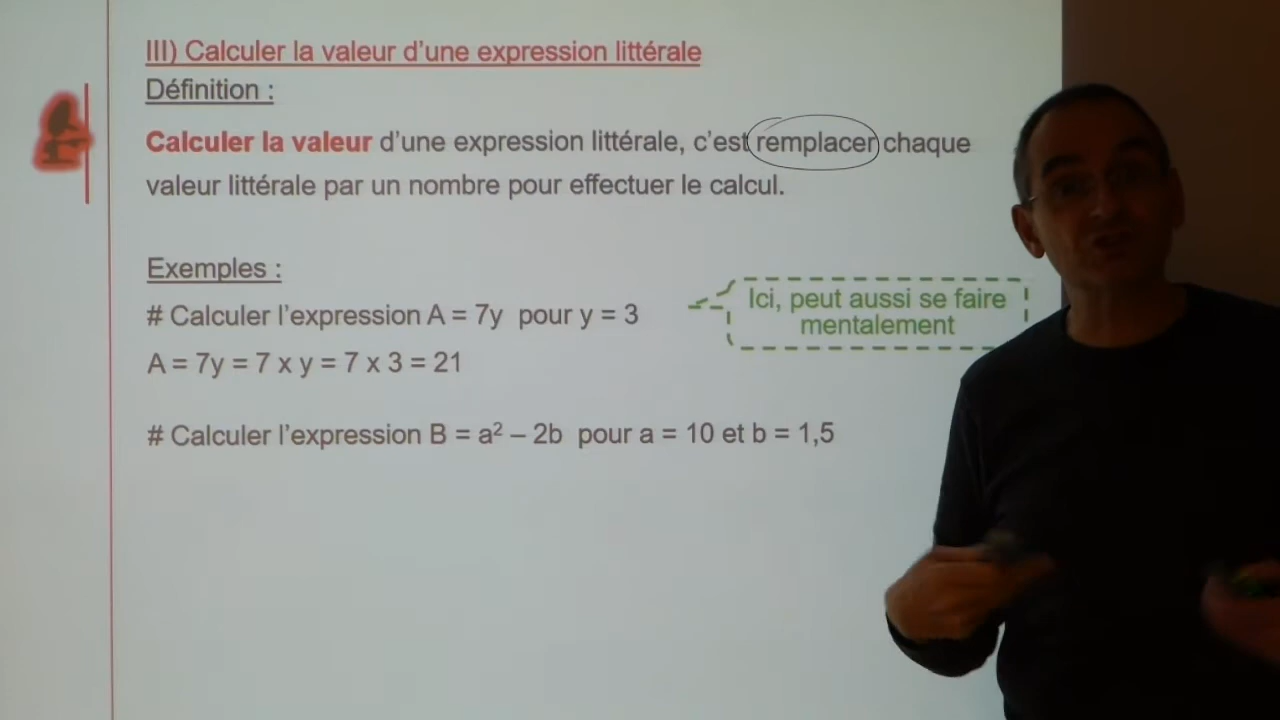 III) Calculer la valeur d’une expression littérale
Définition :
Calculer la valeur d’une expression littérale, c’est remplacer chaque
valeur littérale par un nombre pour effectuer le calcul.
Exemples :
# Calculer l’expression A = 7y pour y = 3
Ici, peut aussi se faire
mentalement
A = 7y = 7 x y = 7 x 3 = 21
# Calculer l’expression B = a² – 2b pour a = 10 et b = 1,5